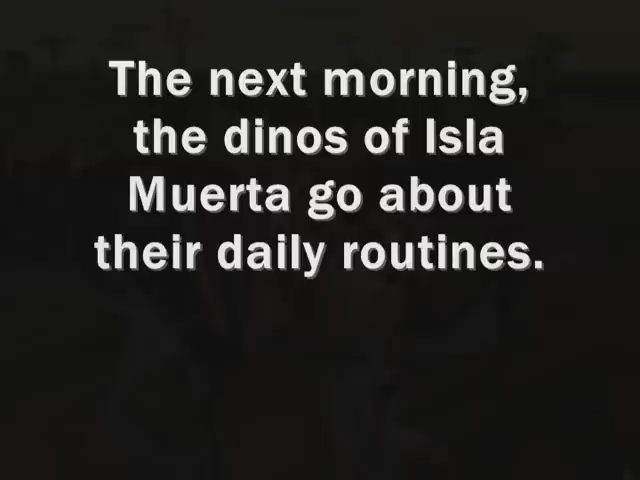 The next morning,
the dinos of Isla
Muerta go about
their daily routines.